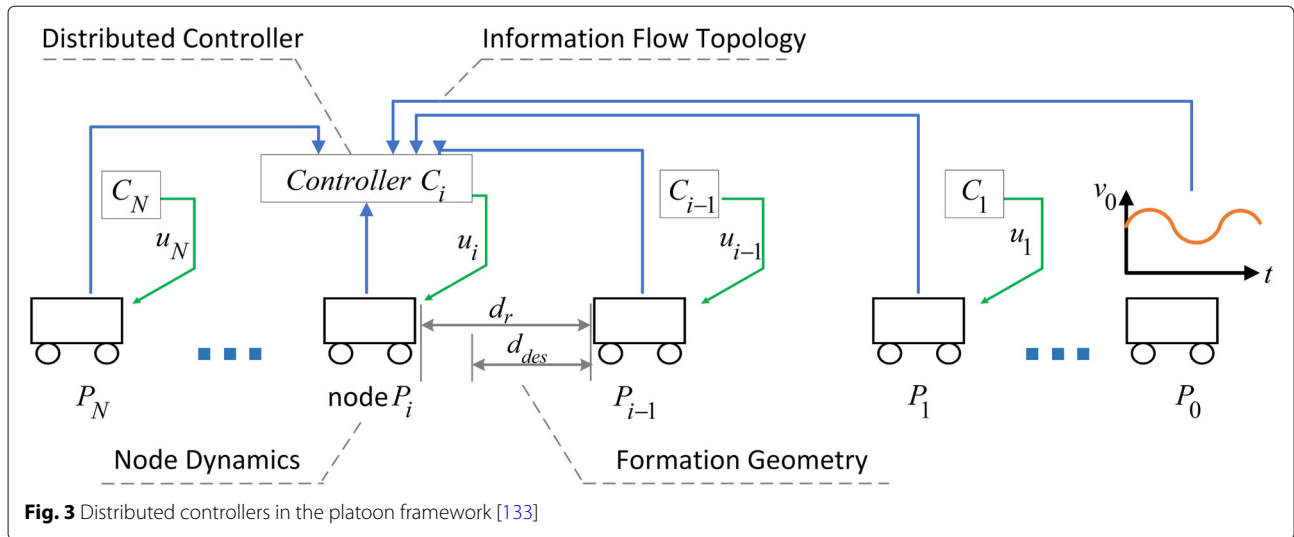 Distributed Controller
Information Flow Topology
Controller C_i
C_N
C_{i-1}
C_1
v_0
u_N
u_i
u_{i-1}
u_1
t
d_r
d_{des}
P_N
node P_i
P_{i-1}
P_1
P_0
Node Dynamics
Formation Geometry
Fig. 3 Distributed controllers in the platoon framework [133]